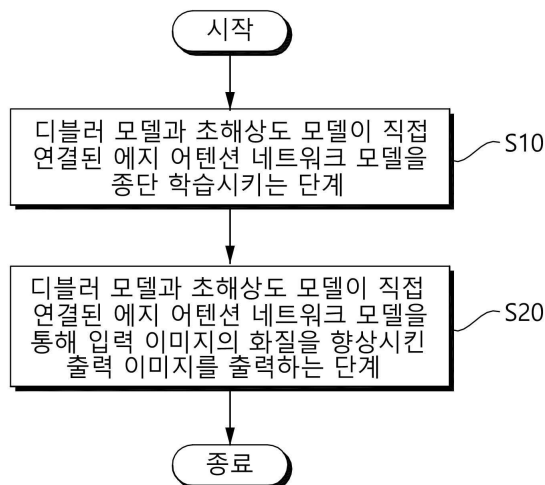 시작
디블러 모델과 초해상도 모델이 직접
연결된 에지 어텐션 네트워크 모델을
종단 학습시키는 단계
S10
디블러 모델과 초해상도 모델이 직접
연결된 에지 어텐션 네트워크 모델을
통해 입력 이미지의 화질을 향상시킨
출력 이미지를 출력하는 단계
S20
종료